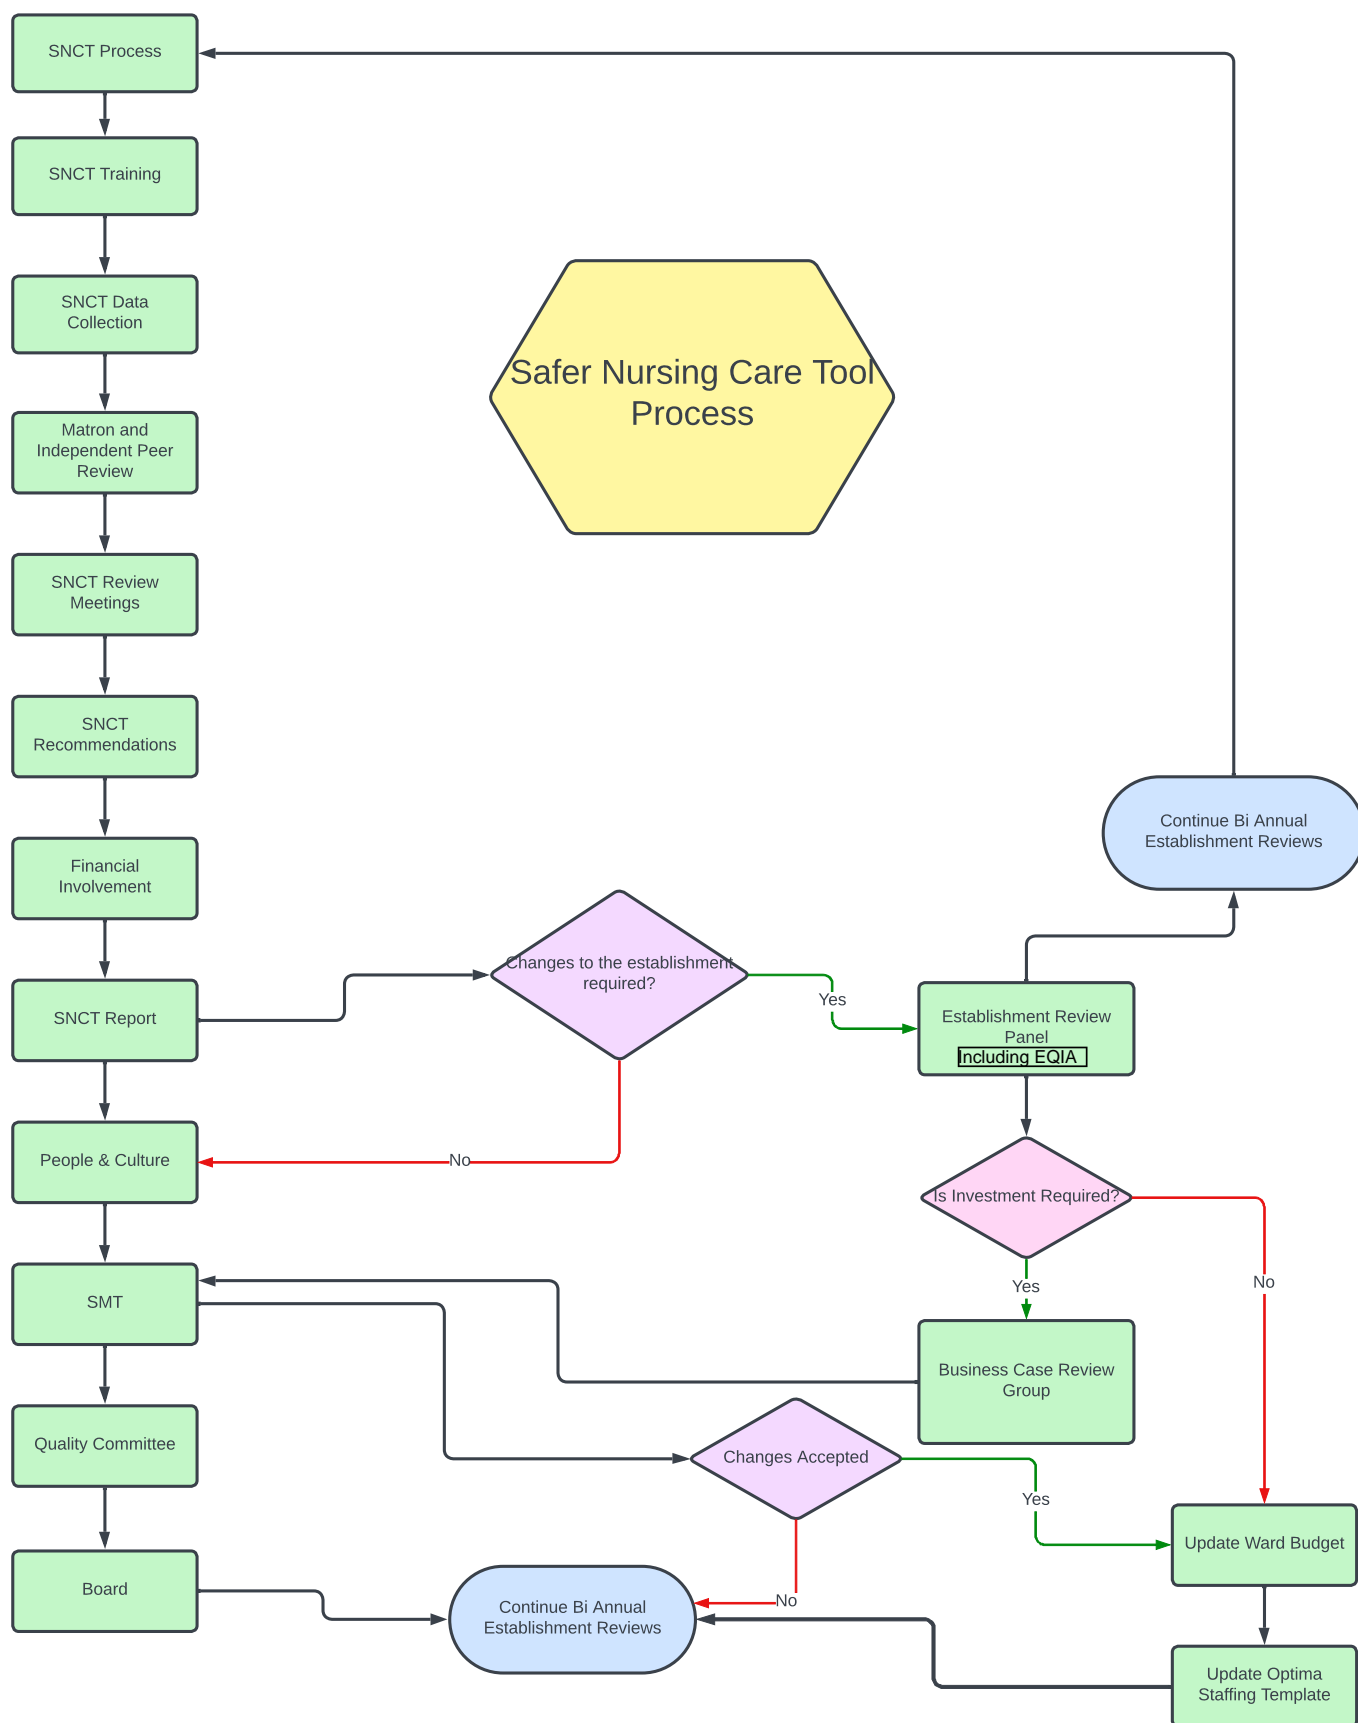 SNCT Process
SNCT Training
SNCT Data
Collection
Safer Nursing Care Tool
Process
Matron and
Independent Peer
Review
SNCT Review
Meetings
SNCT
Recommendations
Continue Bi Annual
Establishment Reviews
Financial
Involvement
Changes to the establishment
required?
Yes
SNCT Report
Establishment Review
Panel
Including EQIA
People & Culture
No
Is Investment Required?
Yes
No
SMT
Business Case Review
Group
Quality Committee
Changes Accepted
Yes
Update Ward Budget
Board
No
Continue Bi Annual
Establishment Reviews
Update Optima
Staffing Template